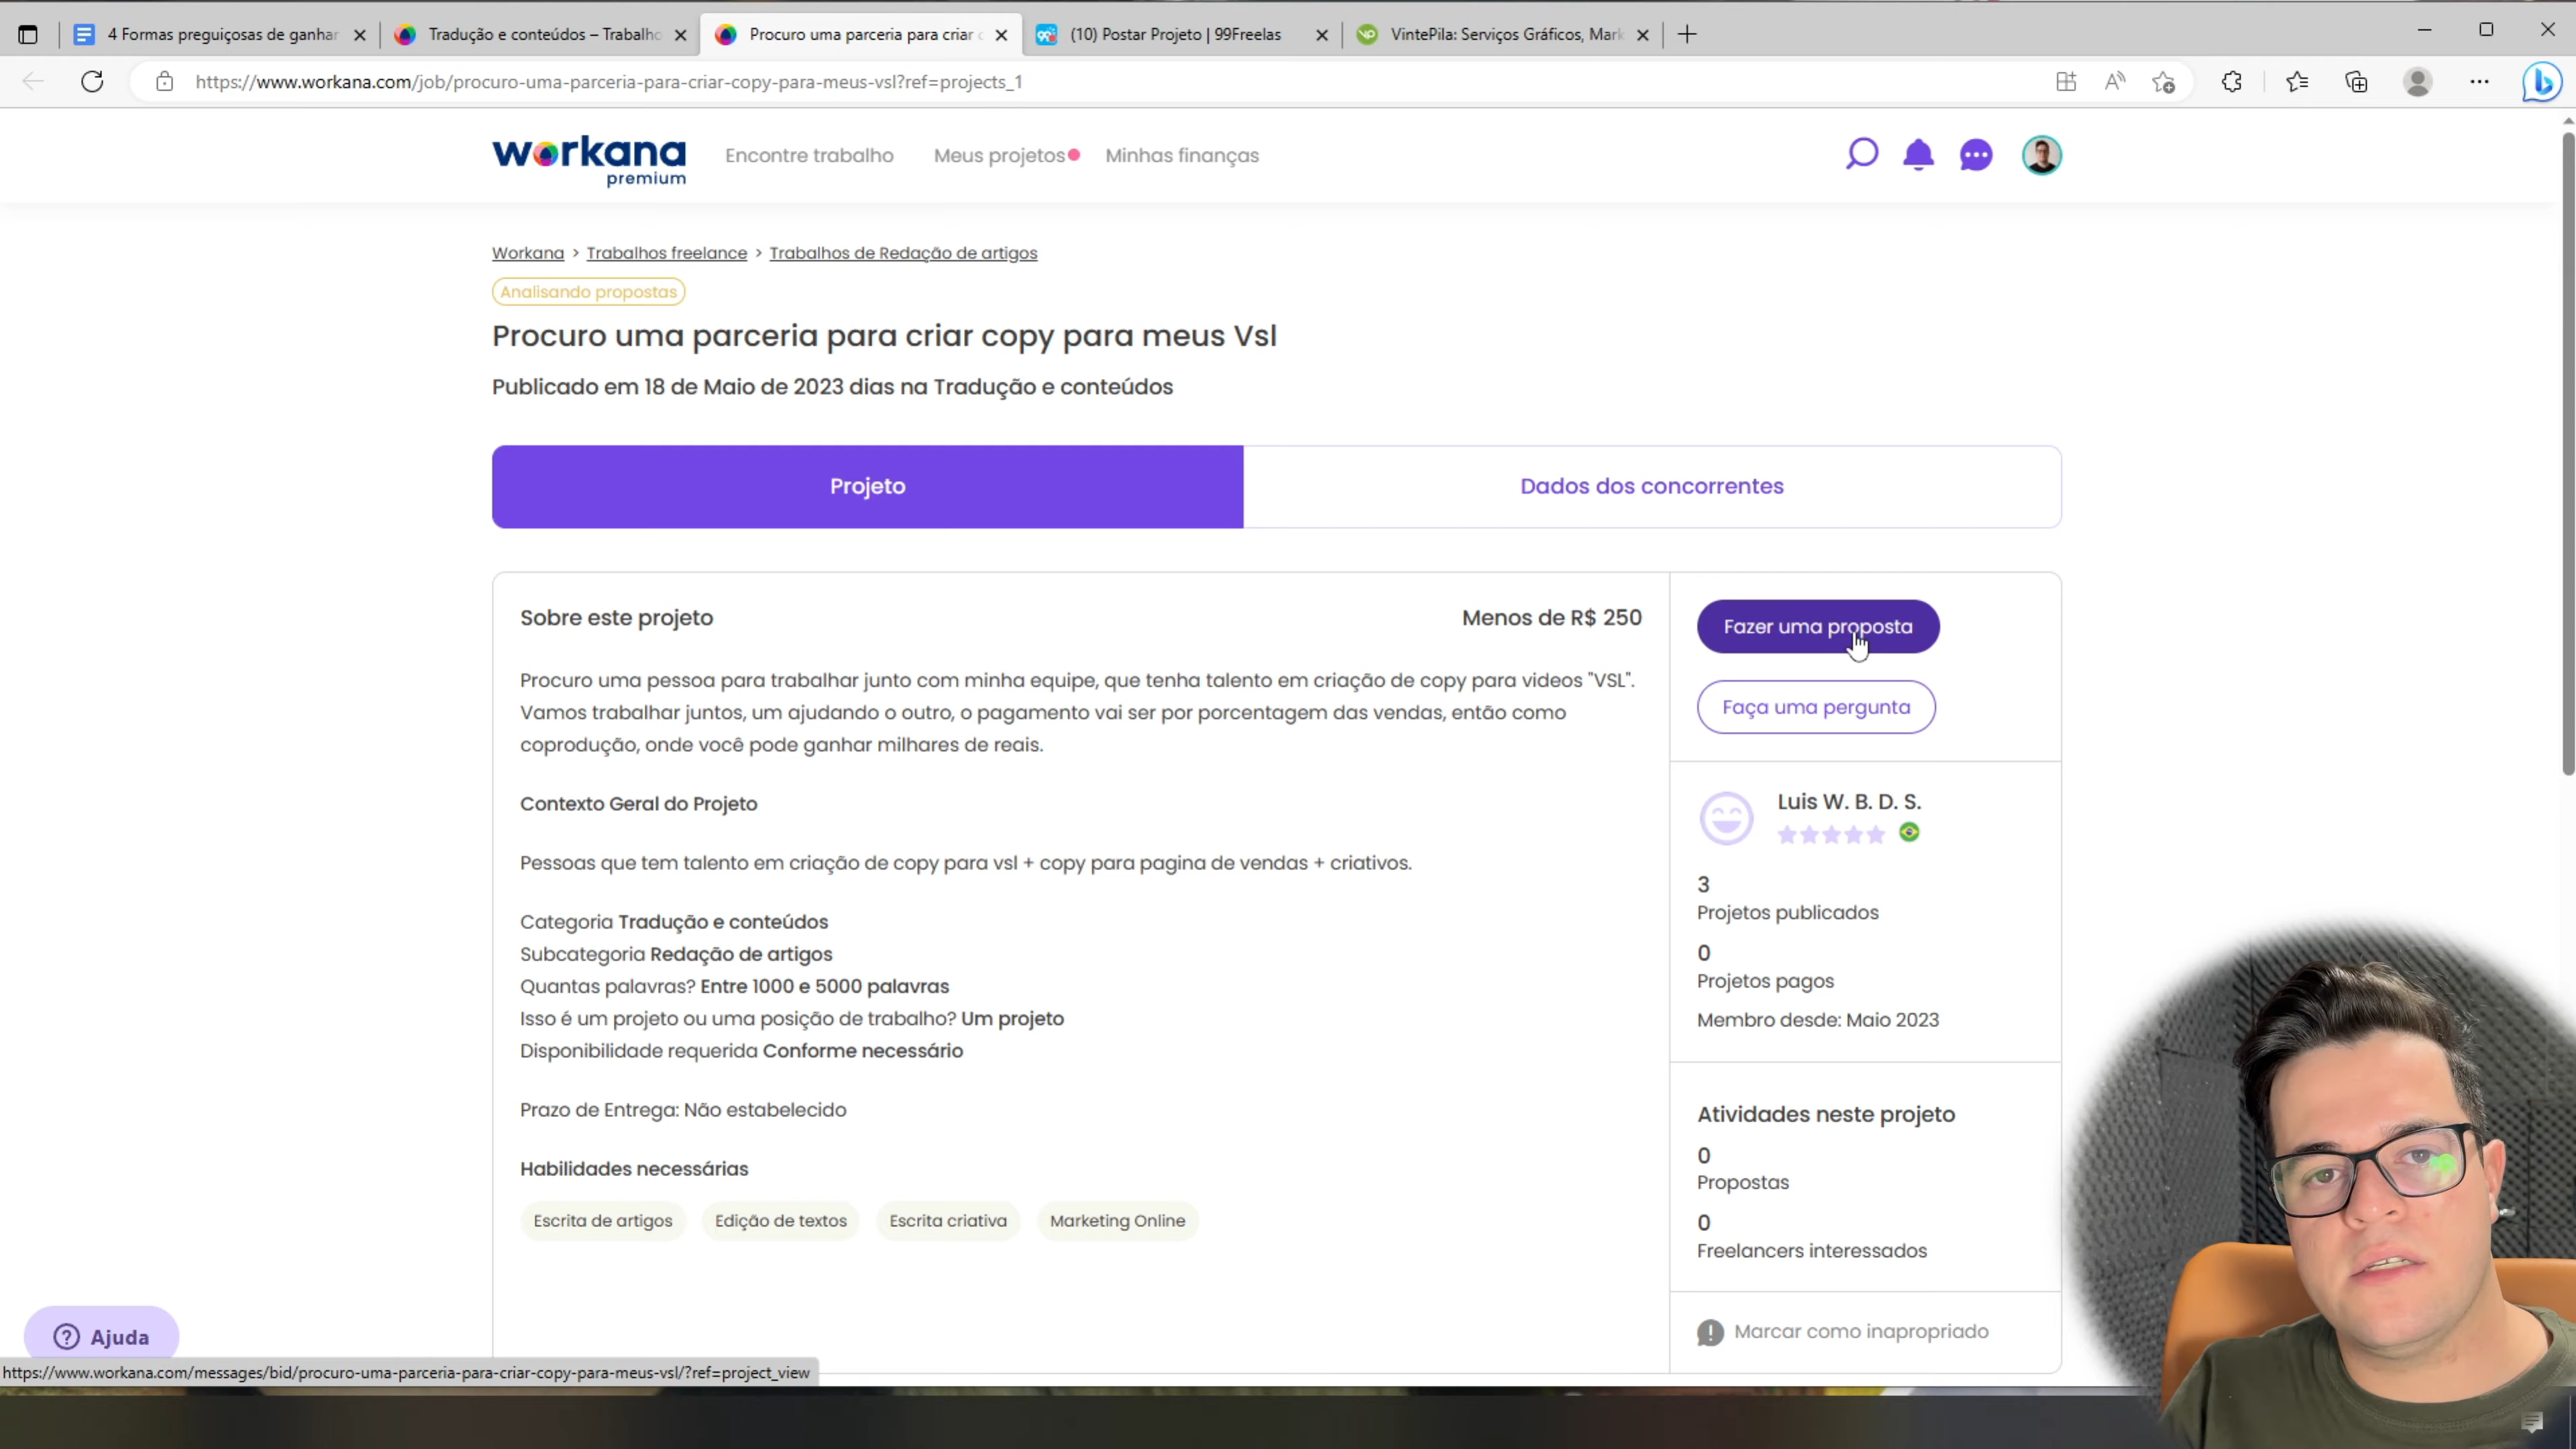 4 Formas preguiçosas de ganhar
Tradução e conteúdos – Trabalho
Procuro uma parceria para criar c
(10) Postar Projeto | 99Freelas
VintePila: Serviços Gráficos, Mark
https://www.workana.com/job/procuro-uma-parceria-para-criar-copy-para-meus-vsl?ref=projects_1
workana
premium
Encontre trabalho
Meus projetos
Minhas finanças
Workana > Trabalhos freelance > Trabalhos de Redação de artigos
Analisando propostas
Procuro uma parceria para criar copy para meus Vsl
Publicado em 18 de Maio de 2023 dias na Tradução e conteúdos
Projeto
Dados dos concorrentes
Sobre este projeto
Menos de R$ 250
Procuro uma pessoa para trabalhar junto com minha equipe, que tenha talento em criação de copy para videos "VSL".
Vamos trabalhar juntos, um ajudando o outro, o pagamento vai ser por porcentagem das vendas, então como
coprodução, onde você pode ganhar milhares de reais.
Contexto Geral do Projeto
Pessoas que tem talento em criação de copy para vsl + copy para pagina de vendas + criativos.
Categoria Tradução e conteúdos
Subcategoria Redação de artigos
Quantas palavras? Entre 1000 e 5000 palavras
Isso é um projeto ou uma posição de trabalho? Um projeto
Disponibilidade requerida Conforme necessário
Prazo de Entrega: Não estabelecido
Habilidades necessárias
Escrita de artigos
Edição de textos
Escrita criativa
Marketing Online
Fazer uma proposta
Faça uma pergunta
Luis W. B. D. S.
3
Projetos publicados
0
Projetos pagos
Membro desde: Maio 2023
Atividades neste projeto
0
Propostas
0
Freelancers interessados
Marcar como inapropriado
Ajuda
https://www.workana.com/messages/bid/procuro-uma-parceria-para-criar-copy-para-meus-vsl/?ref=project_view